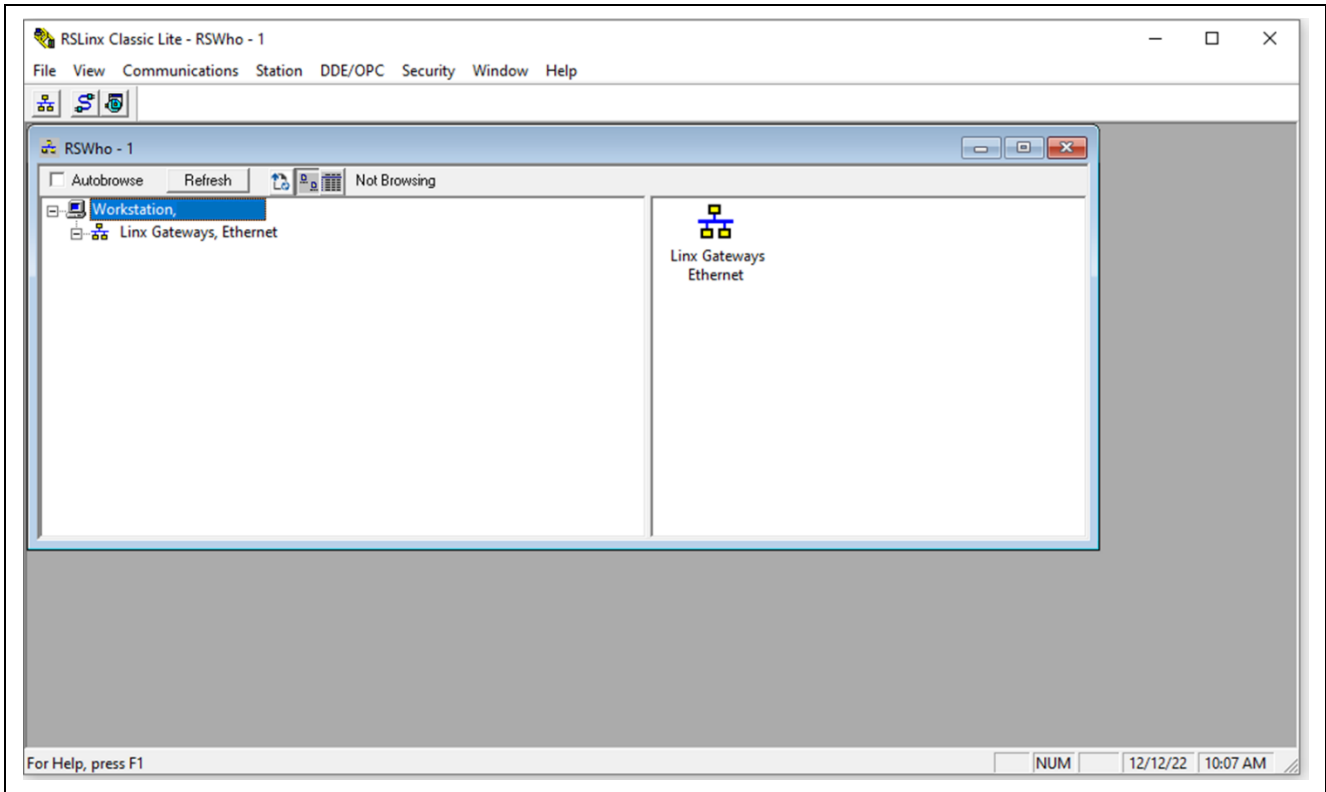 RSLinx Classic Lite - RSWho - 1
File View Communications Station DDE/OPC Security Window Help
RSWho - 1
Autobrowse Refresh Not Browsing
Workstation,
Linx Gateways, Ethernet
Linx Gateways
Ethernet
For Help, press F1 NUM 12/12/22 10:07 AM